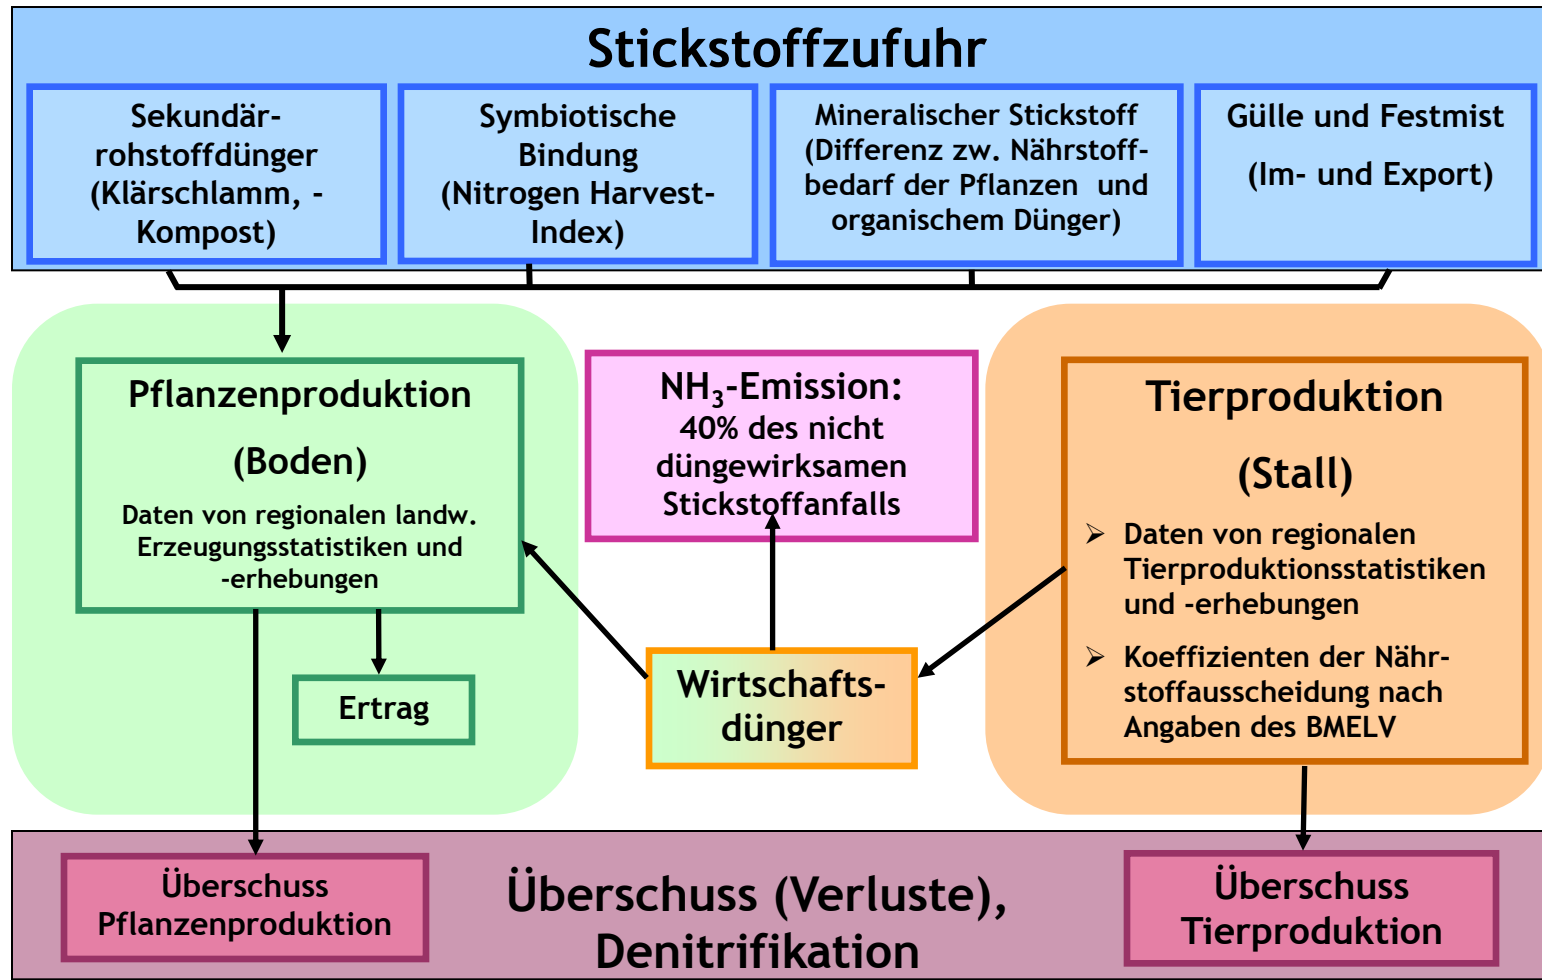 Stickstoffzufuhr
Sekundär-
rohstoffdünger
(Klärschlamm, -
Kompost)
Symbiotische
Bindung
(Nitrogen Harvest-
Index)
Mineralischer Stickstoff
(Differenz zw. Nährstoff-
bedarf der Pflanzen und
organischem Dünger)
Gülle und Festmist
(Im- und Export)
Pflanzenproduktion
(Boden)
Daten von regionalen landw.
Erzeugungsstatistiken und
-erhebungen
Ertrag
NH₃-Emission:
40% des nicht
düngewirksamen
Stickstoffanfalls
Wirtschafts-
dünger
Tierproduktion
(Stall)
➢ Daten von regionalen
Tierproduktionsstatistiken
und -erhebungen
➢ Koeffizienten der Nähr-
stoffausscheidung nach
Angaben des BMELV
Überschuss
Pflanzenproduktion
Überschuss (Verluste),
Denitrifikation
Überschuss
Tierproduktion